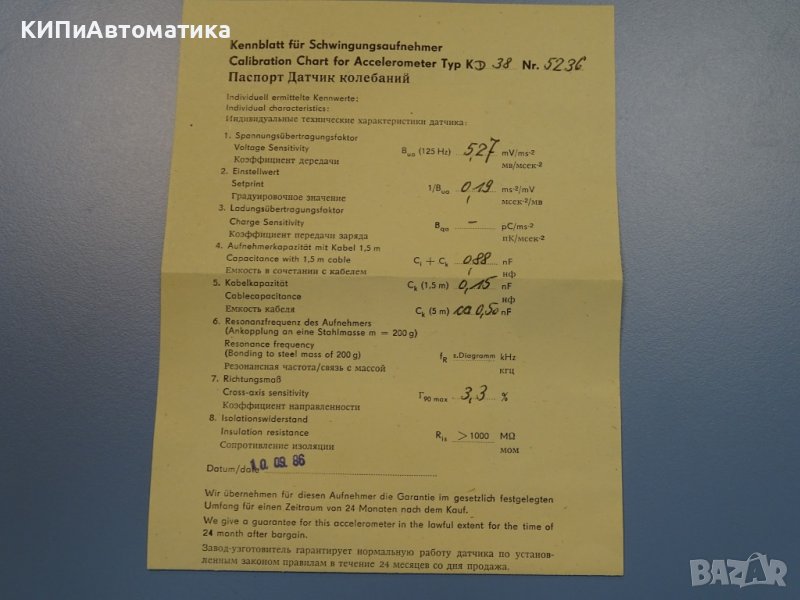 КИПиАвтоматика
Kennblatt für Schwingungsaufnehmer
Calibration Chart for Accelerometer Typ KD 38 Nr. 5236
Паспорт Датчик колебаний
Individuell ermittelte Kennwerte:
Individual characteristics:
Индивидуальные технические характеристики датчика:
1. Spannungsübertragungsfaktor
Voltage Sensitivity Bua (125 Hz) 5,27 mV/ms-2
Коэффициент дередачи мв/мсек-2
2. Einstellwert
Setprint 1/Bua 0,19 ms-2/mV
Градуировочное значение мсек-2/мв
3. Ladungsübertragungsfaktor
Charge Sensitivity Bqa – pC/ms-2
Коэффициент передачи заряда пК/мсек-2
4. Aufnehmerkapazität mit Kabel 1,5 m
Capacitance with 1,5 m cable Ci + Ck 0,88 nF
Емкость в сочетании с кабелем нф
5. Kabelkapazität Ck (1,5 m) 0,15 nF
Cablecapacitance нф
Емкость кабеля Ck (5 m) ca 0,50 nF
6. Resonanzfrequenz des Aufnehmers
(Ankopplung an eine Stahlmasse m = 200 g)
Resonance frequency
(Bonding to steel mass of 200 g) fR s. Diagramm kHz
Резонансная частота/связь с массой кгц
7. Richtungsmaß
Cross-axis sensitivity Γ90 max 3,3 %
Коэффициент направленности
8. Isolationswiderstand
Insulation resistance Ris >1000 MΩ
Сопротивление изоляции мом
Datum/date 10. 09. 86
Wir übernehmen für diesen Aufnehmer die Garantie im gesetzlich festgelegten
Umfang für einen Zeitraum von 24 Monaten nach dem Kauf.
We give a guarantee for this accelerometer in the lawful extent for the time of
24 month after bargain.
Завод-узготовитель гарантирует нормальную работу датчика по установ-
ленным законом правилам в течение 24 месяцев со дня продажа.
BAZAR